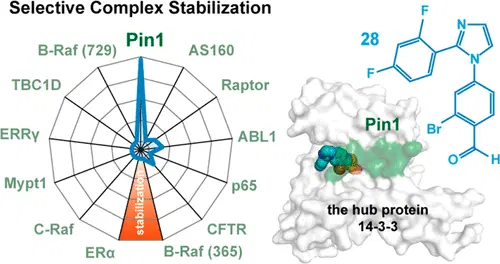 Selective Complex Stabilization
Pin1
B-Raf (729)
AS160
TBC1D
Raptor
ERRγ
ABL1
Mypt1
p65
C-Raf
CFTR
ERα
B-Raf (365)
stabilization
28
F
F
N
N
Br
O
H
Pin1
the hub protein
14-3-3